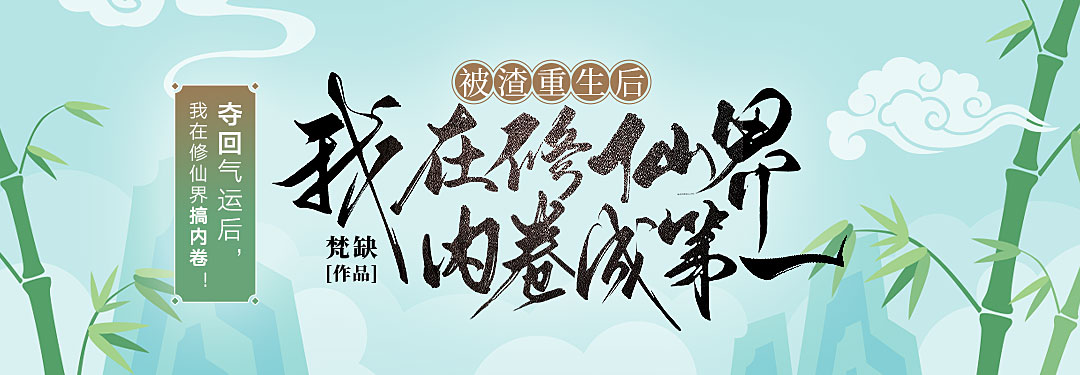 被渣重生后
我在修仙界
内卷成第一
梵缺
[作品]
夺回气运后，
我在修仙界搞内卷！